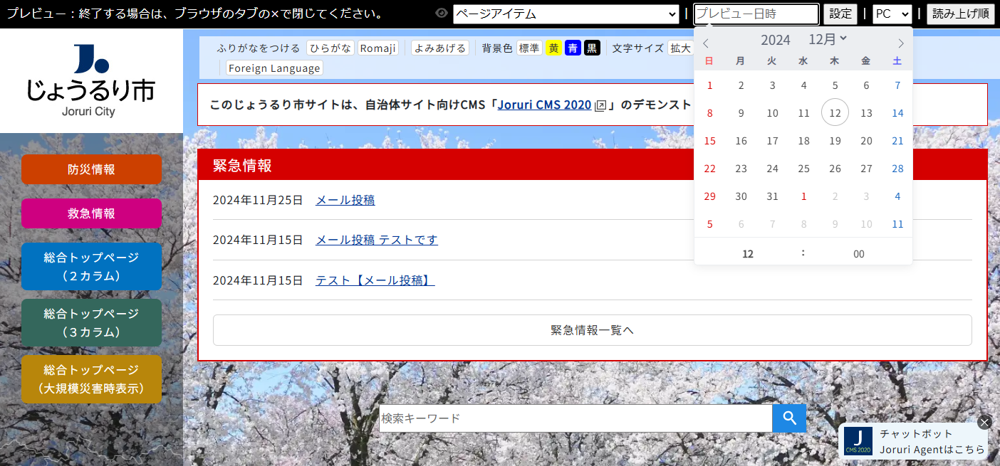 プレビュー：終了する場合は、ブラウザのタブの×で閉じてください。
ページアイテム | プレビュー日時 設定 | PC | 読み上げ順
じょうるり市
Joruri City
防災情報
救急情報
総合トップページ
（２カラム）
総合トップページ
（３カラム）
総合トップページ
（大規模災害時表示）
ふりがなをつける ひらがな Romaji よみあげる 背景色 標準 黄 青 黒 文字サイズ 拡大
Foreign Language
このじょうるり市サイトは、自治体サイト向けCMS「Joruri CMS 2020」のデモンスト
緊急情報
2024年11月25日 メール投稿
2024年11月15日 メール投稿 テストです
2024年11月15日 テスト【メール投稿】
緊急情報一覧へ
2024 12月
日 月 火 水 木 金 土
1 2 3 4 5 6 7
8 9 10 11 12 13 14
15 16 17 18 19 20 21
22 23 24 25 26 27 28
29 30 31 1 2 3 4
5 6 7 8 9 10 11
12 : 00
検索キーワード
J
CMS 2020
チャットボット
Joruri Agentはこちら